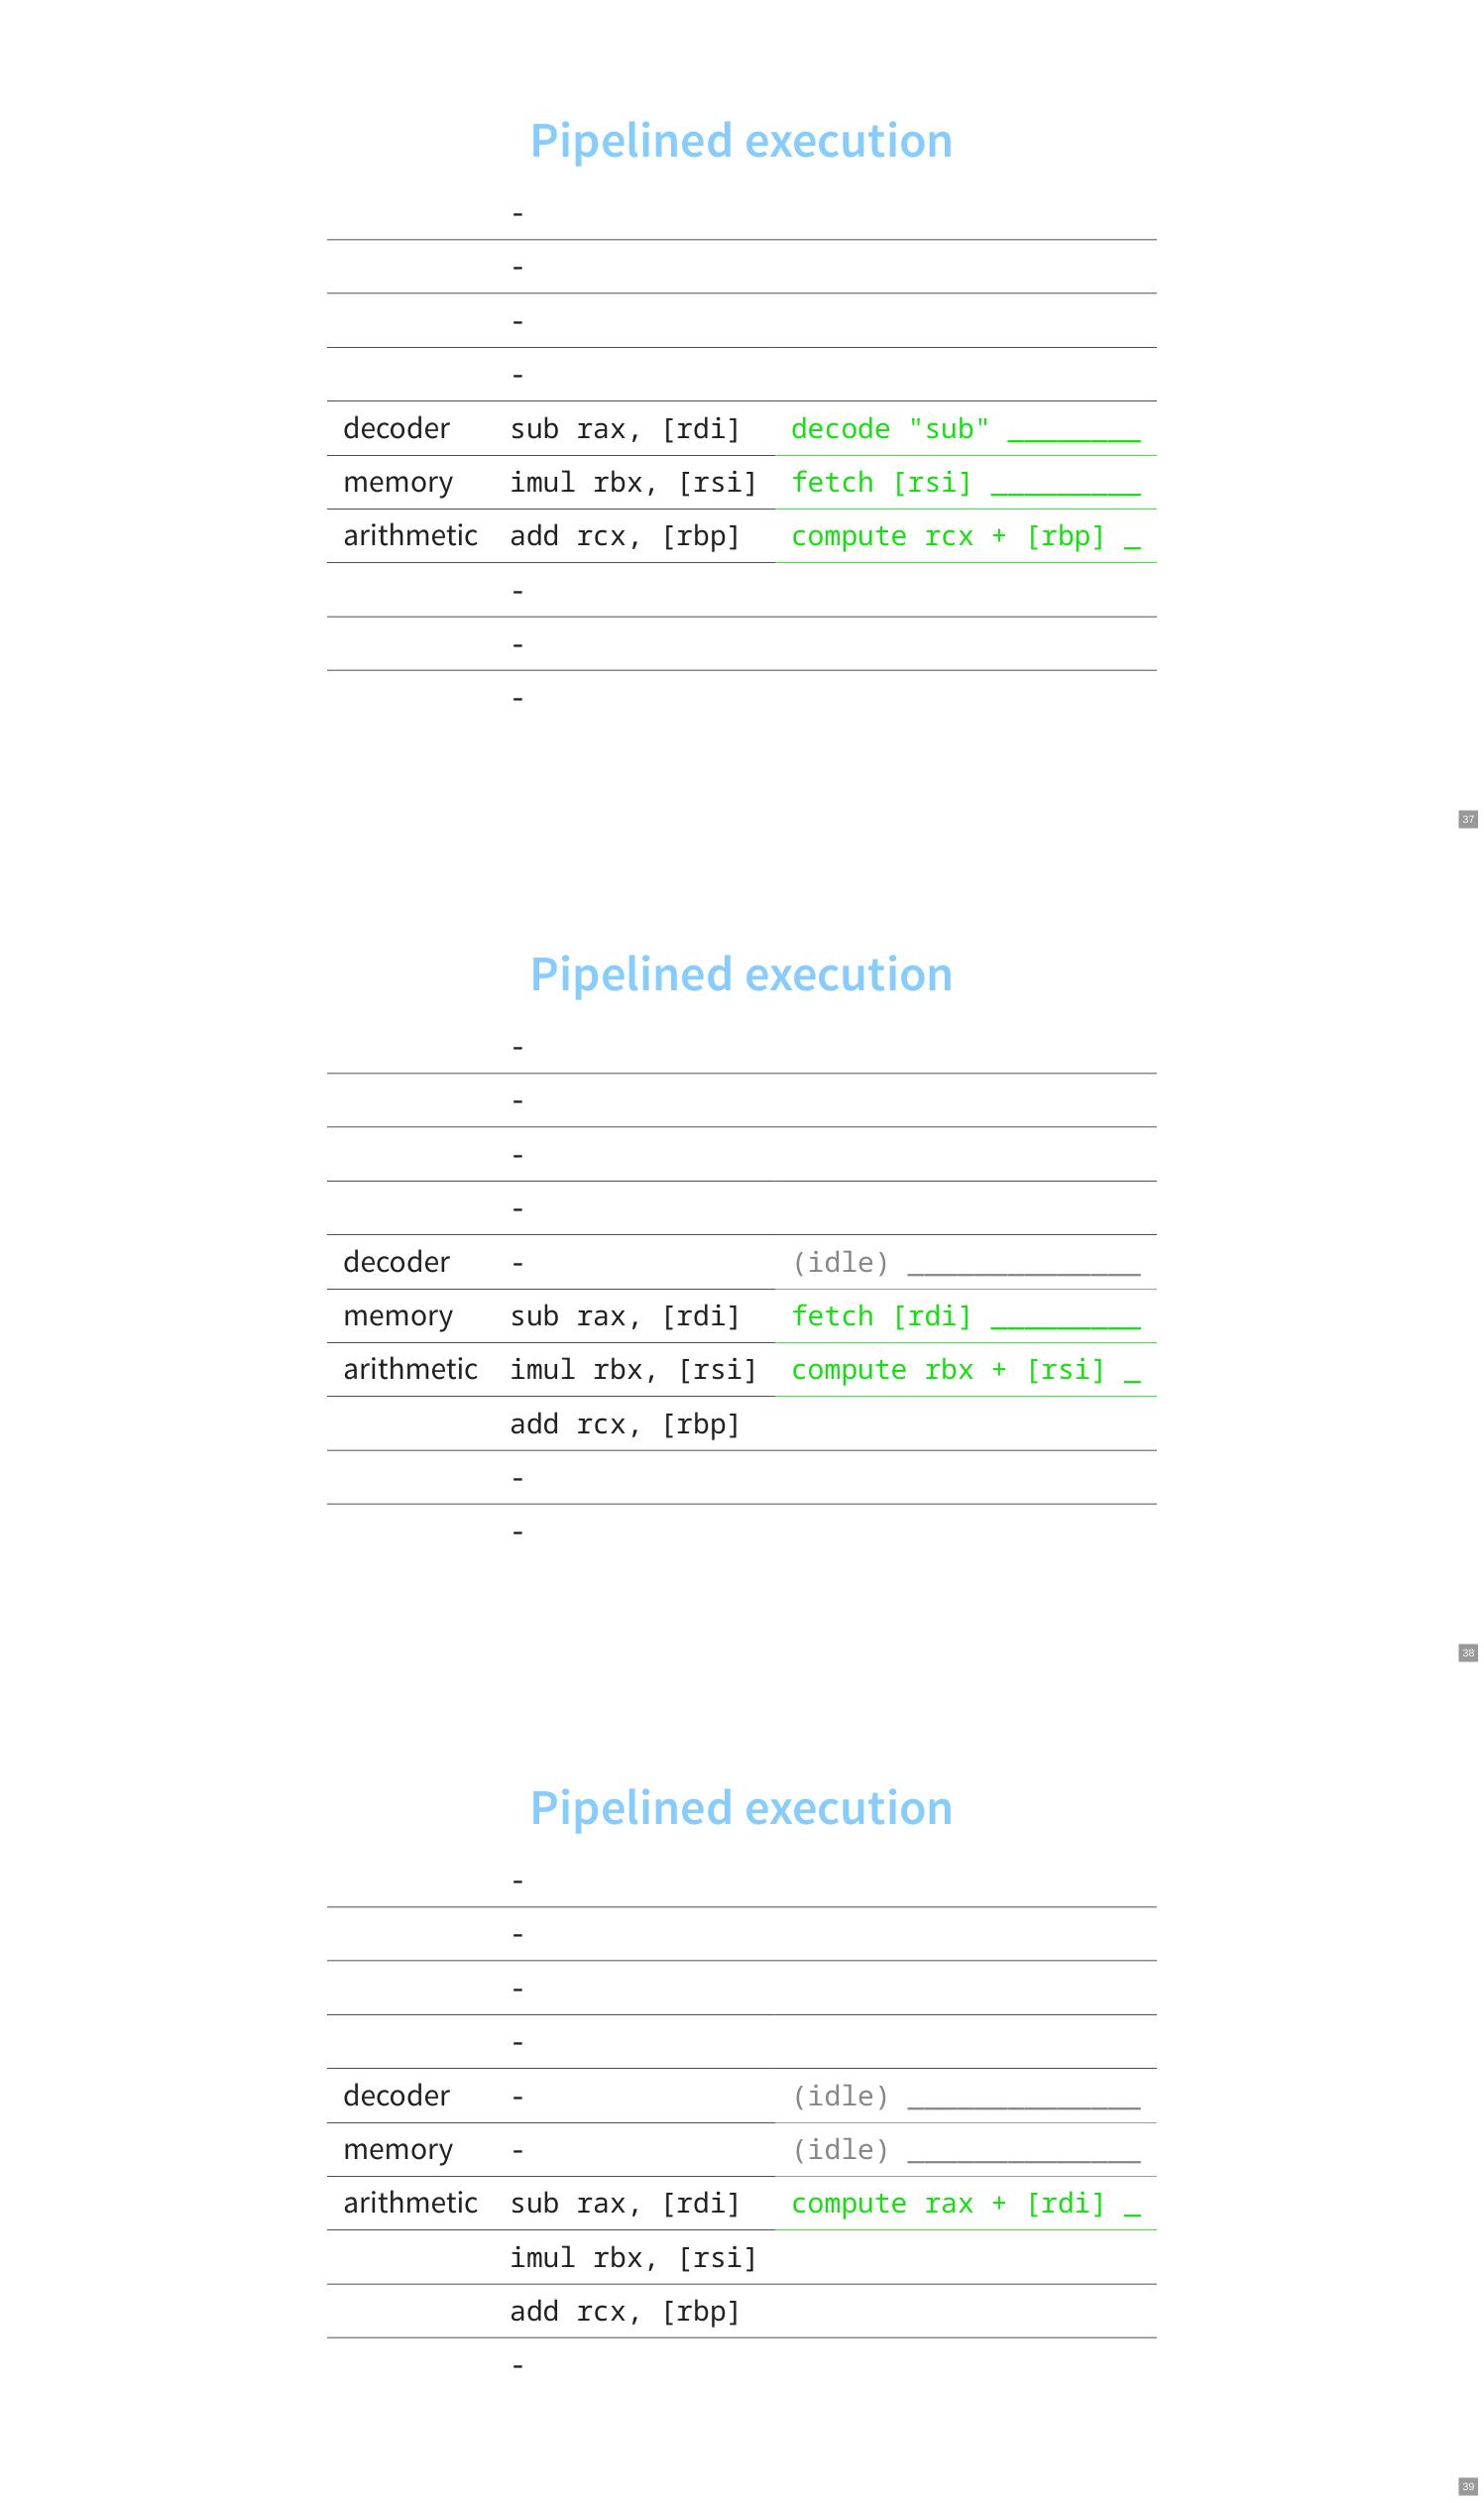 Pipelined execution
-
-
-
-
decoder sub rax, [rdi] decode "sub" ________
memory imul rbx, [rsi] fetch [rsi] _________
arithmetic add rcx, [rbp] compute rcx + [rbp] _
-
-
-
37
Pipelined execution
-
-
-
-
decoder - (idle) ______________
memory sub rax, [rdi] fetch [rdi] _________
arithmetic imul rbx, [rsi] compute rbx + [rsi] _
add rcx, [rbp]
-
-
38
Pipelined execution
-
-
-
-
decoder - (idle) ______________
memory - (idle) ______________
arithmetic sub rax, [rdi] compute rax + [rdi] _
imul rbx, [rsi]
add rcx, [rbp]
-
39